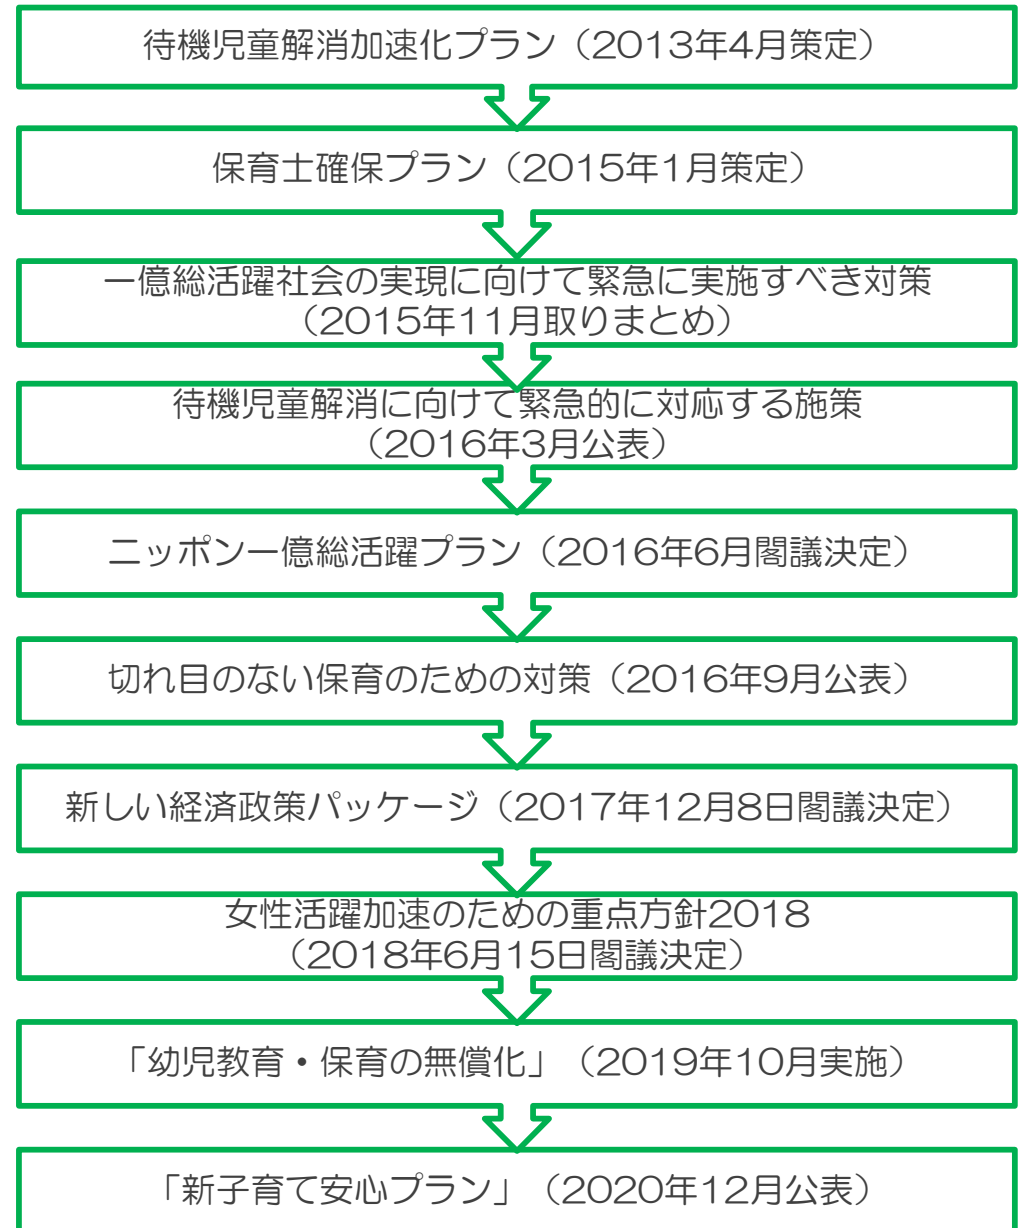 待機児童解消加速化プラン（2013年4月策定）
保育士確保プラン（2015年1月策定）
一億総活躍社会の実現に向けて緊急に実施すべき対策
（2015年11月取りまとめ）
待機児童解消に向けて緊急的に対応する施策
（2016年3月公表）
ニッポン一億総活躍プラン（2016年6月閣議決定）
切れ目のない保育のための対策（2016年9月公表）
新しい経済政策パッケージ（2017年12月8日閣議決定）
女性活躍加速のための重点方針2018
（2018年6月15日閣議決定）
「幼児教育・保育の無償化」（2019年10月実施）
「新子育て安心プラン」（2020年12月公表）